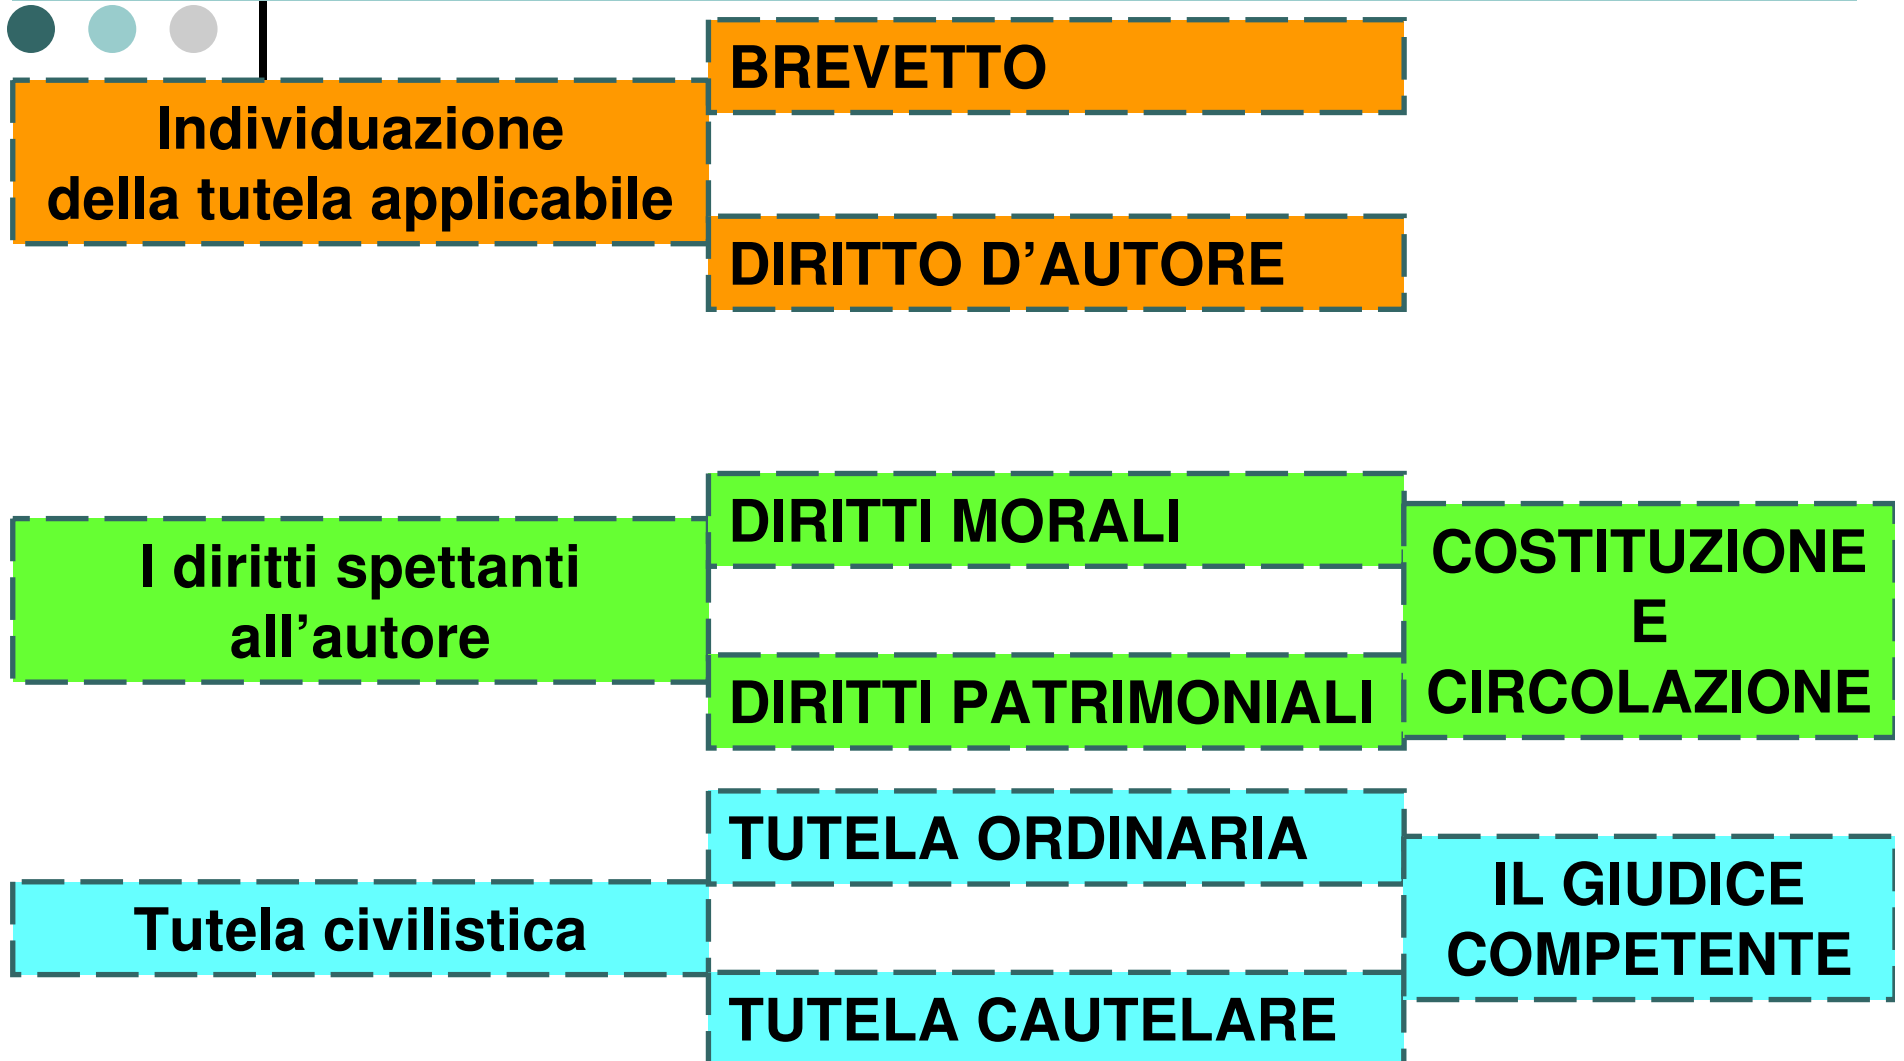 BREVETTO
Individuazione
della tutela applicabile
DIRITTO D’AUTORE
DIRITTI MORALI
I diritti spettanti
all’autore
DIRITTI PATRIMONIALI
COSTITUZIONE
E
CIRCOLAZIONE
TUTELA ORDINARIA
Tutela civilistica
TUTELA CAUTELARE
IL GIUDICE
COMPETENTE